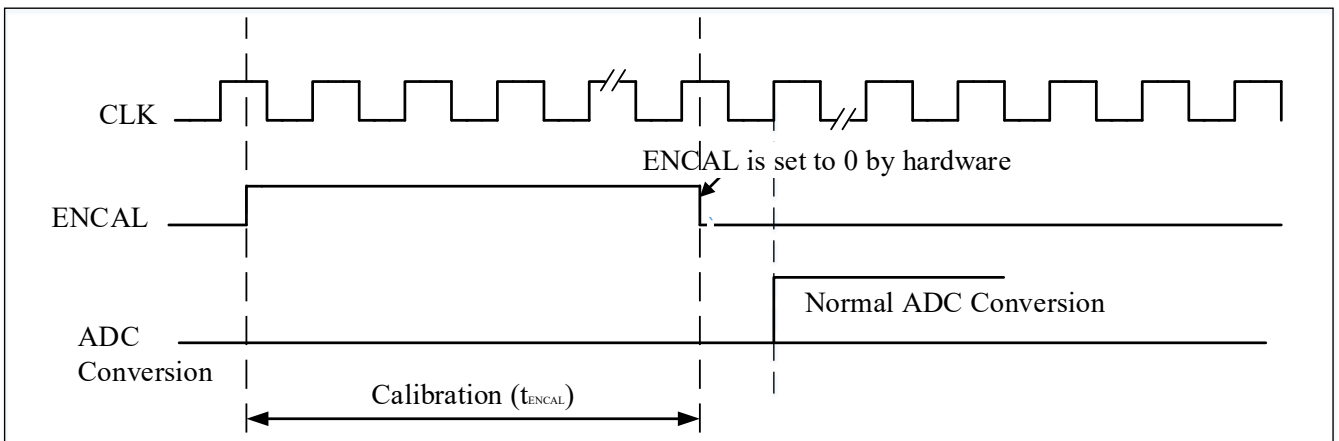 CLK
ENCAL is set to 0 by hardware
ENCAL
Normal ADC Conversion
ADC
Conversion
Calibration (tENCAL)